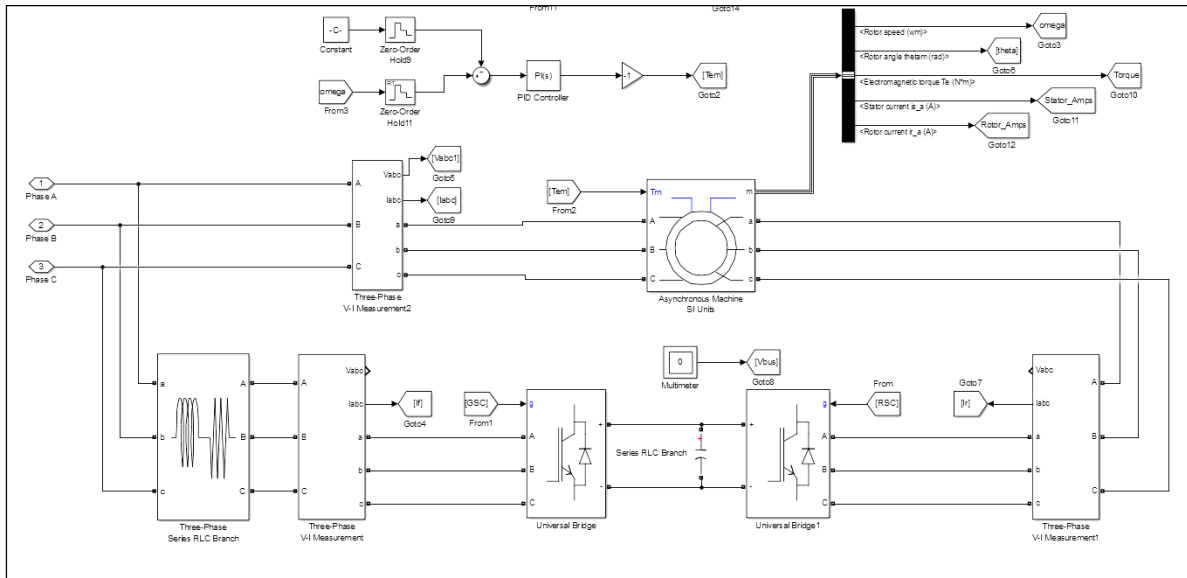 From11
Goto14
-C-
Constant
Zero-Order
Hold9
omega
From3
RT
Zero-Order
Hold11
PI(s)
PID Controller
-1
[Tem]
Goto2
<Rotor speed (wm)>
omega
Goto3
<Rotor angle thetam (rad)>
[theta]
Goto6
<Electromagnetic torque Te (N*m)>
Torque
Goto10
<Stator current is_a (A)>
Stator_Amps
Goto11
<Rotor current ir_a (A)>
Rotor_Amps
Goto12
1
Phase A
2
Phase B
3
Phase C
A
B
C
Vabc
Iabc
a
b
c
Three-Phase
V-I Measurement2
[Vabc1]
Goto5
[Iabc]
Goto9
[Tem]
From2
Tm
m
A
B
C
a
b
c
Asynchronous Machine
SI Units
a
b
c
A
B
C
Three-Phase
Series RLC Branch
A
B
C
Vabc
Iabc
a
b
c
Three-Phase
V-I Measurement
[If]
Goto4
[GSC]
From1
g
A
B
C
+
-
Universal Bridge
0
Multimeter
[Vbus]
Goto8
Series RLC Branch
+
+
-
g
A
B
C
Universal Bridge1
From
[RSC]
Goto7
[Ir]
Vabc
Iabc
a
b
c
A
B
C
Three-Phase
V-I Measurement1